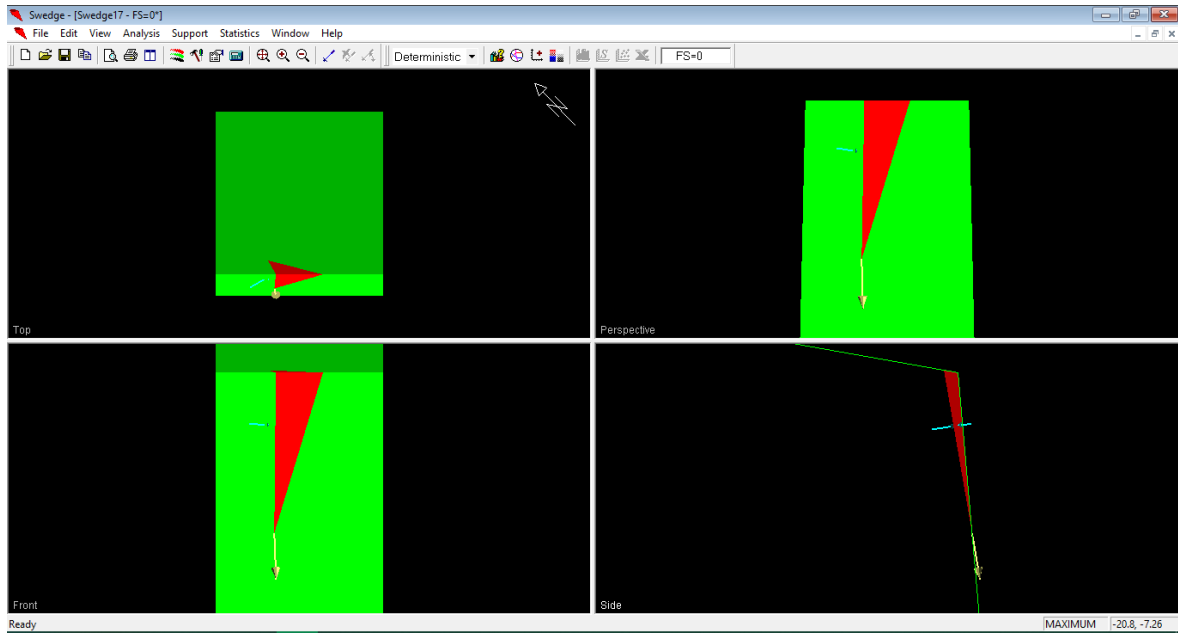 Swedge - [Swedge17 - FS=0*]
File Edit View Analysis Support Statistics Window Help
Deterministic FS=0
N
Top
Perspective
Front
Side
Ready MAXIMUM -20.8, -7.26